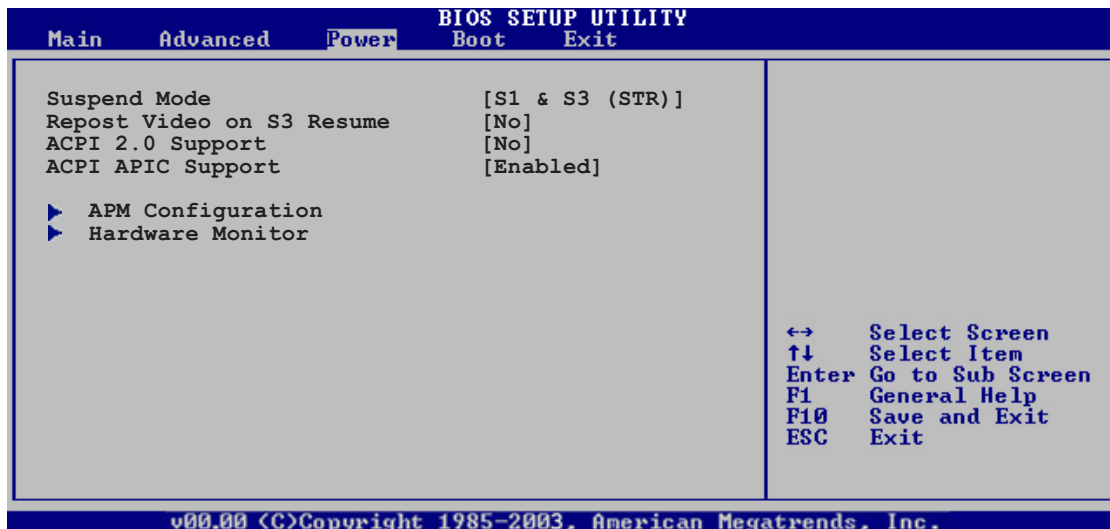 BIOS SETUP UTILITY
Main Advanced Power Boot Exit
Suspend Mode [S1 & S3 (STR)]
Repost Video on S3 Resume [No]
ACPI 2.0 Support [No]
ACPI APIC Support [Enabled]
APM Configuration
Hardware Monitor
←→ Select Screen
↑↓ Select Item
Enter Go to Sub Screen
F1 General Help
F10 Save and Exit
ESC Exit
v00.00 (C)Copyright 1985-2003, American Megatrends, Inc.